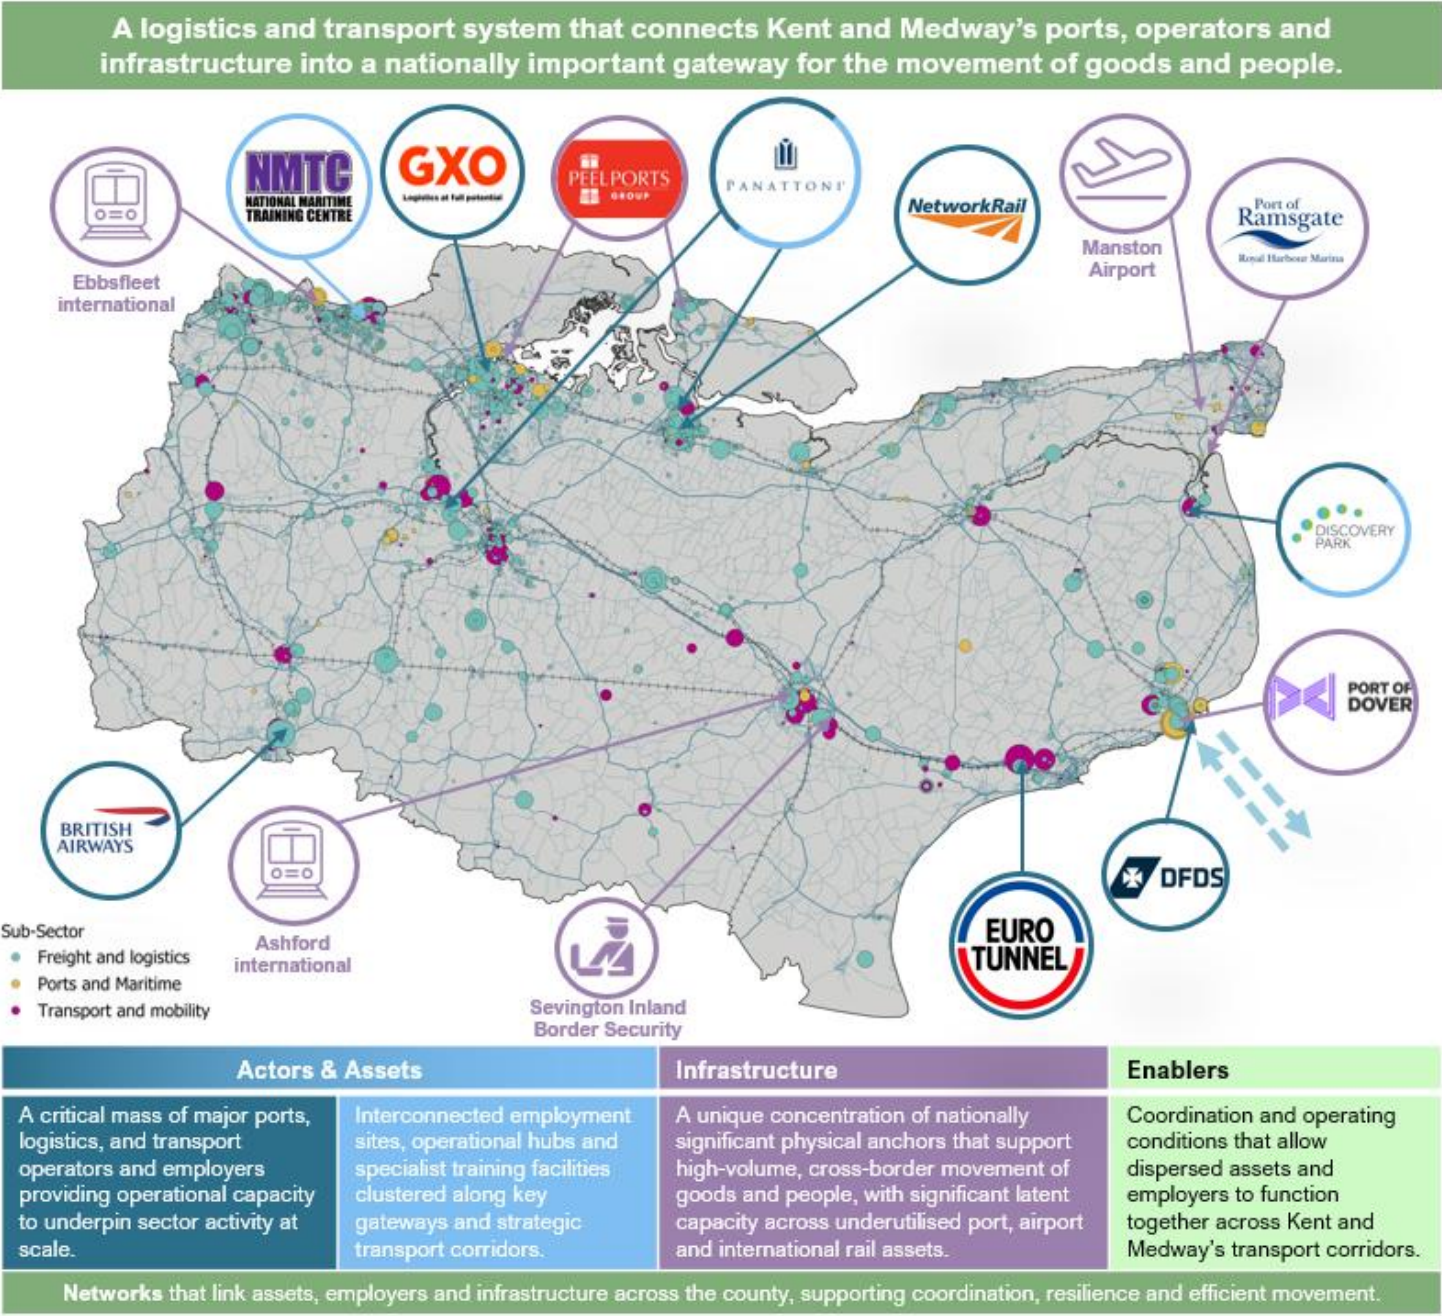 A logistics and transport system that connects Kent and Medway's ports, operators and
infrastructure into a nationally important gateway for the movement of goods and people.
NMTC
NATIONAL MARITIME
TRAINING CENTRE
GXO
Logistics at full potential
PEEL PORTS
GROUP
PANATTONI
NetworkRail
Manston
Airport
Port of
Ramsgate
Royal Harbour Marina
Ebbsfleet
international
DISCOVERY
PARK
PORT OF
DOVER
BRITISH
AIRWAYS
DFDS
EURO
TUNNEL
Ashford
international
Sevington Inland
Border Security
Sub-Sector
Freight and logistics
Ports and Maritime
Transport and mobility
Actors & Assets
A critical mass of major ports,
logistics, and transport
operators and employers
providing operational capacity
to underpin sector activity at
scale.
Interconnected employment
sites, operational hubs and
specialist training facilities
clustered along key
gateways and strategic
transport corridors.
Infrastructure
A unique concentration of nationally
significant physical anchors that support
high-volume, cross-border movement of
goods and people, with significant latent
capacity across underutilised port, airport
and international rail assets.
Enablers
Coordination and operating
conditions that allow
dispersed assets and
employers to function
together across Kent and
Medway's transport corridors.
Networks that link assets, employers and infrastructure across the county, supporting coordination, resilience and efficient movement.